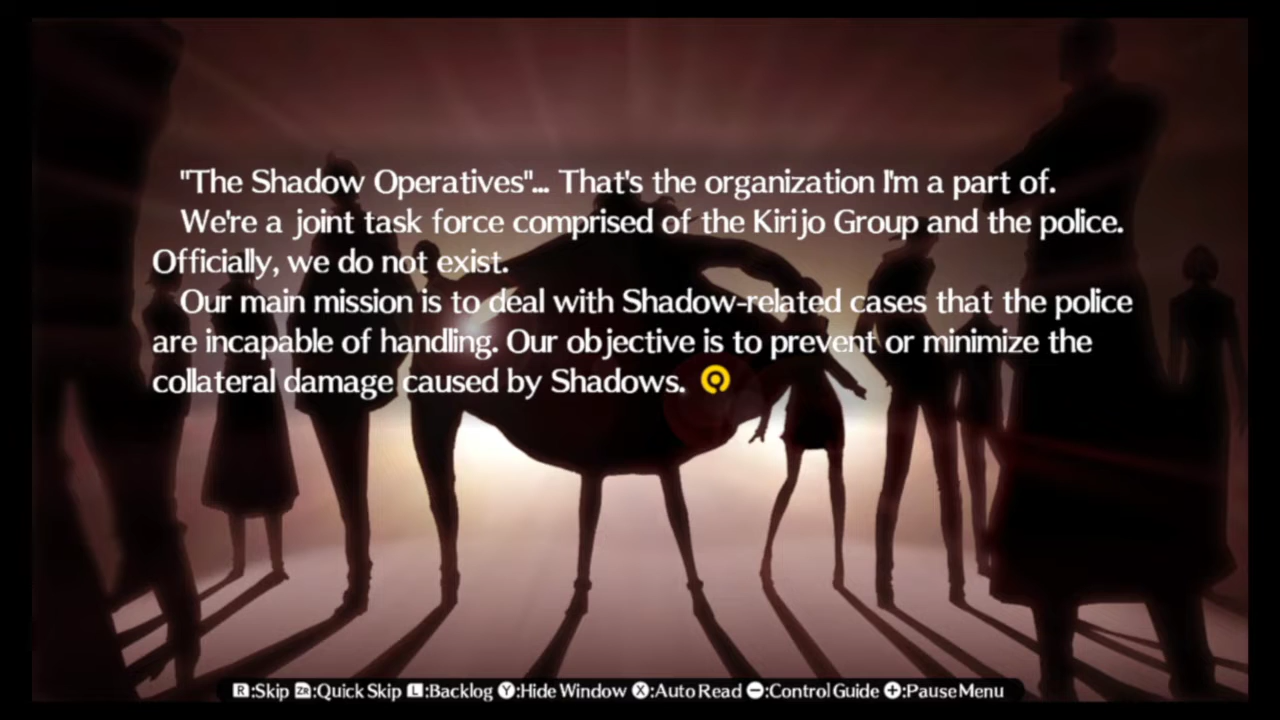 "The Shadow Operatives"... That's the organization I'm a part of.
We're a joint task force comprised of the Kirijo Group and the police.
Officially, we do not exist.
Our main mission is to deal with Shadow-related cases that the police
are incapable of handling. Our objective is to prevent or minimize the
collateral damage caused by Shadows.
R:Skip ZR:Quick Skip L:Backlog Y:Hide Window X:Auto Read -:Control Guide +:Pause Menu